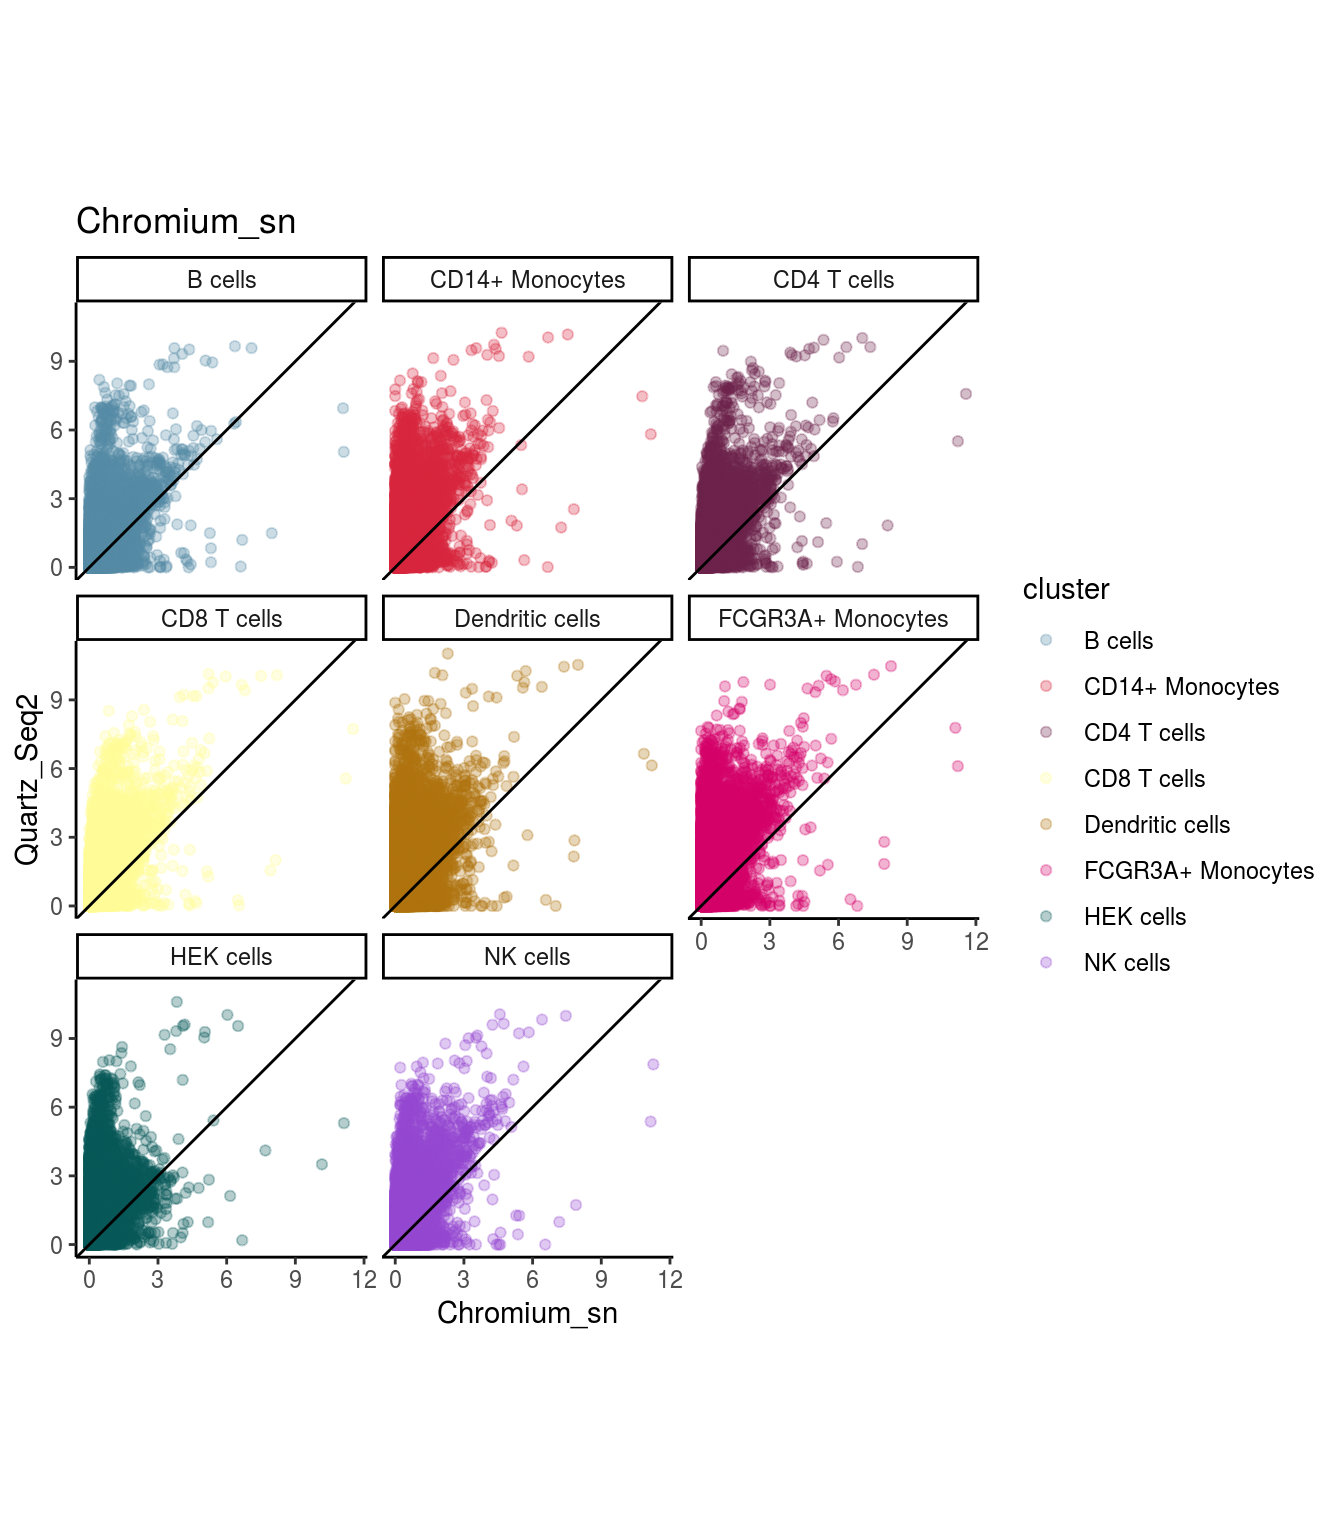 Chromium_sn
B cells
CD14+ Monocytes
CD4 T cells
9
6
3
0
CD8 T cells
Dendritic cells
FCGR3A+ Monocytes
Quartz_Seq2
9
6
3
0
0 3 6 9 12
HEK cells
NK cells
9
6
3
0
0 3 6 9 12
0 3 6 9 12
Chromium_sn
cluster
B cells
CD14+ Monocytes
CD4 T cells
CD8 T cells
Dendritic cells
FCGR3A+ Monocytes
HEK cells
NK cells